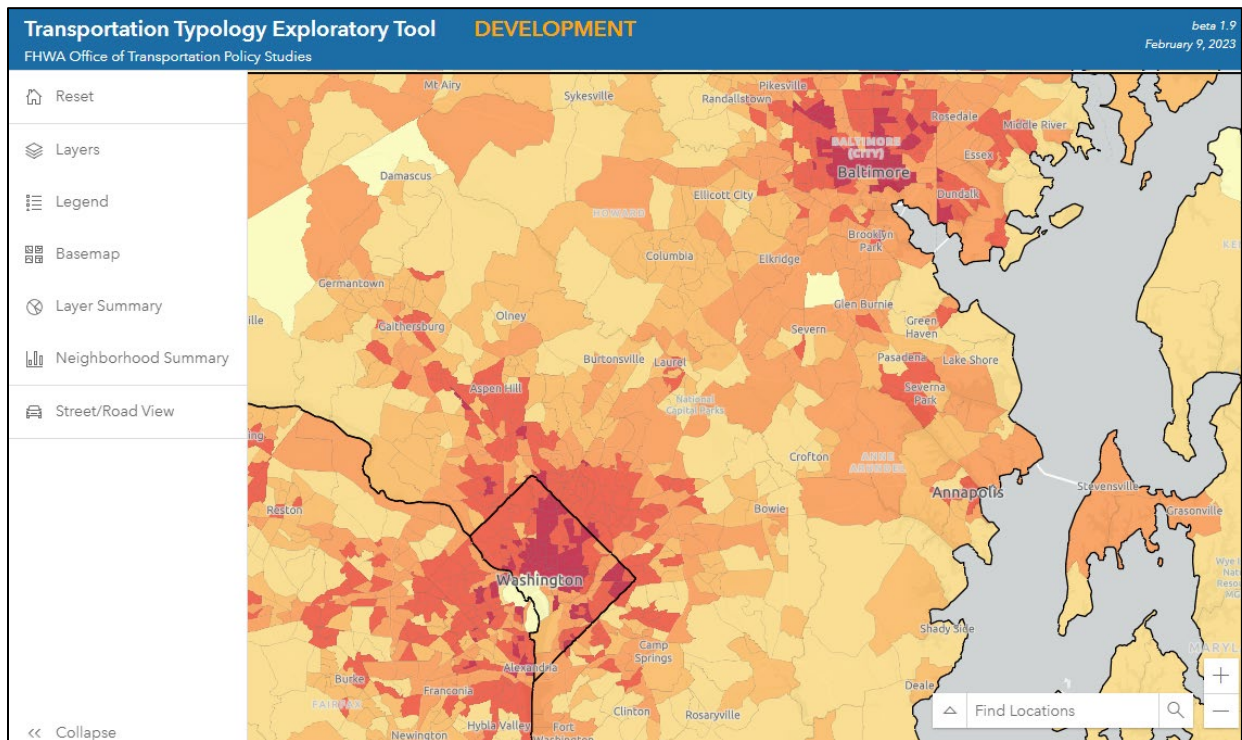 Transportation Typology Exploratory Tool DEVELOPMENT
beta 1.9
FHWA Office of Transportation Policy Studies
February 9, 2023
Reset
Layers
Legend
Basemap
Layer Summary
Neighborhood Summary
Street/Road View
Collapse
Mt Airy
Sykesville
Pikesville
Randallstown
Rosedale
Middle River
BALTIMORE
(CITY)
Baltimore
Essex
Damascus
Ellicott City
Dundalk
HOWARD
Brooklyn
Park
Columbia
Elkridge
Germantown
Glen Burnie
ille
Gaithersburg
Olney
Severn
Green
Haven
Burtonsville
Laurel
Pasadena
Lake Shore
Aspen Hill
Severna
Park
National
Capital Parks
ing
Crofton
ANNE
ARUNDEL
Annapolis
Stevensville
Reston
Bowie
Grasonville
Washington
Shady Side
Camp
Springs
Alexandria
MARYL
Burke
Franconia
Deale
FAIRFAX
Clinton
Rosaryville
Find Locations
Hybla Valley
Fort
Washington
Newington